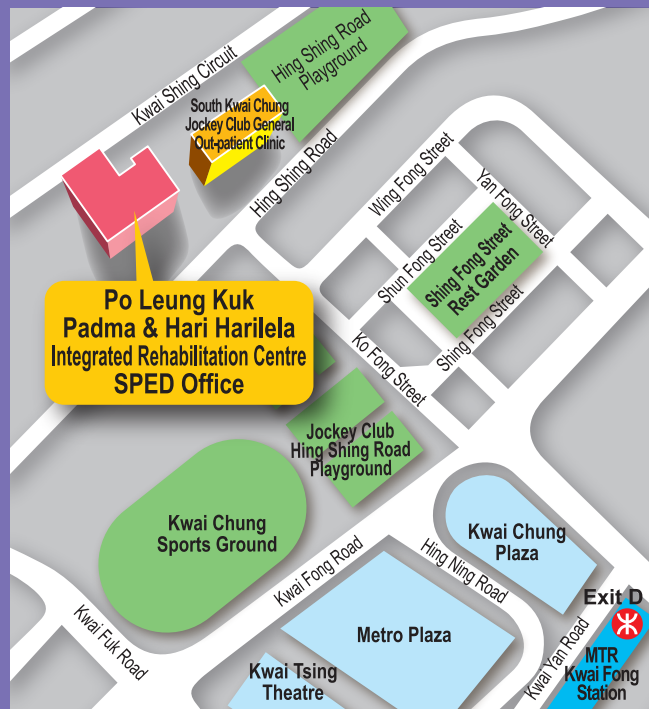 Hing Shing Road
Playground
Kwai Shing Circuit
South Kwai Chung
Jockey Club General
Out-patient Clinic
Hing Shing Road
Wing Fong Street
Yan Fong Street
Shun Fong Street
Shing Fong Street
Rest Garden
Shing Fong Street
Po Leung Kuk
Padma & Hari Harilela
Integrated Rehabilitation Centre
SPED Office
Ko Fong Street
Jockey Club
Hing Shing Road
Playground
Kwai Chung
Sports Ground
Kwai Fong Road
Hing Ning Road
Kwai Chung
Plaza
Kwai Fuk Road
Metro Plaza
Kwai Tsing
Theatre
Kwai Yan Road
Exit D
MTR
Kwai Fong
Station